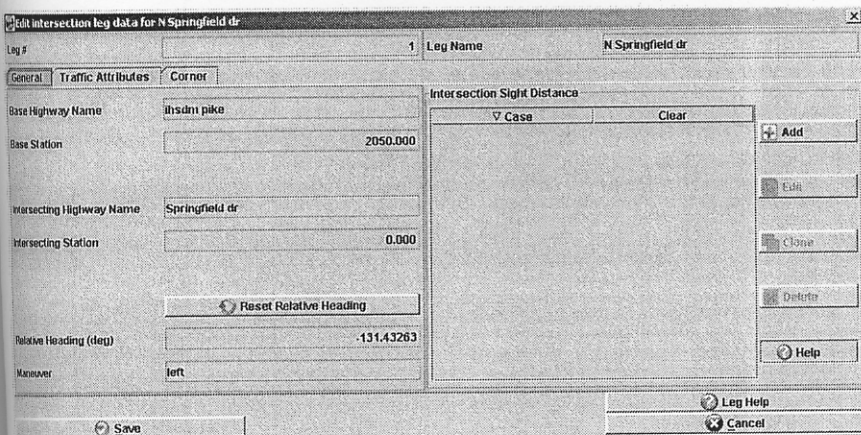 Edit intersection leg data for N Springfield dr
Leg # 1 Leg Name N Springfield dr
General Traffic Attributes Corner
Base Highway Name ihsdm pike
Base Station 2050.000
Intersecting Highway Name Springfield dr
Intersecting Station 0.000
Reset Relative Heading
Relative Heading (deg) -131.43263
Maneuver left
Save
Intersection Sight Distance
Case Clear
Add
Edit
Clone
Delete
Help
Leg Help
Cancel